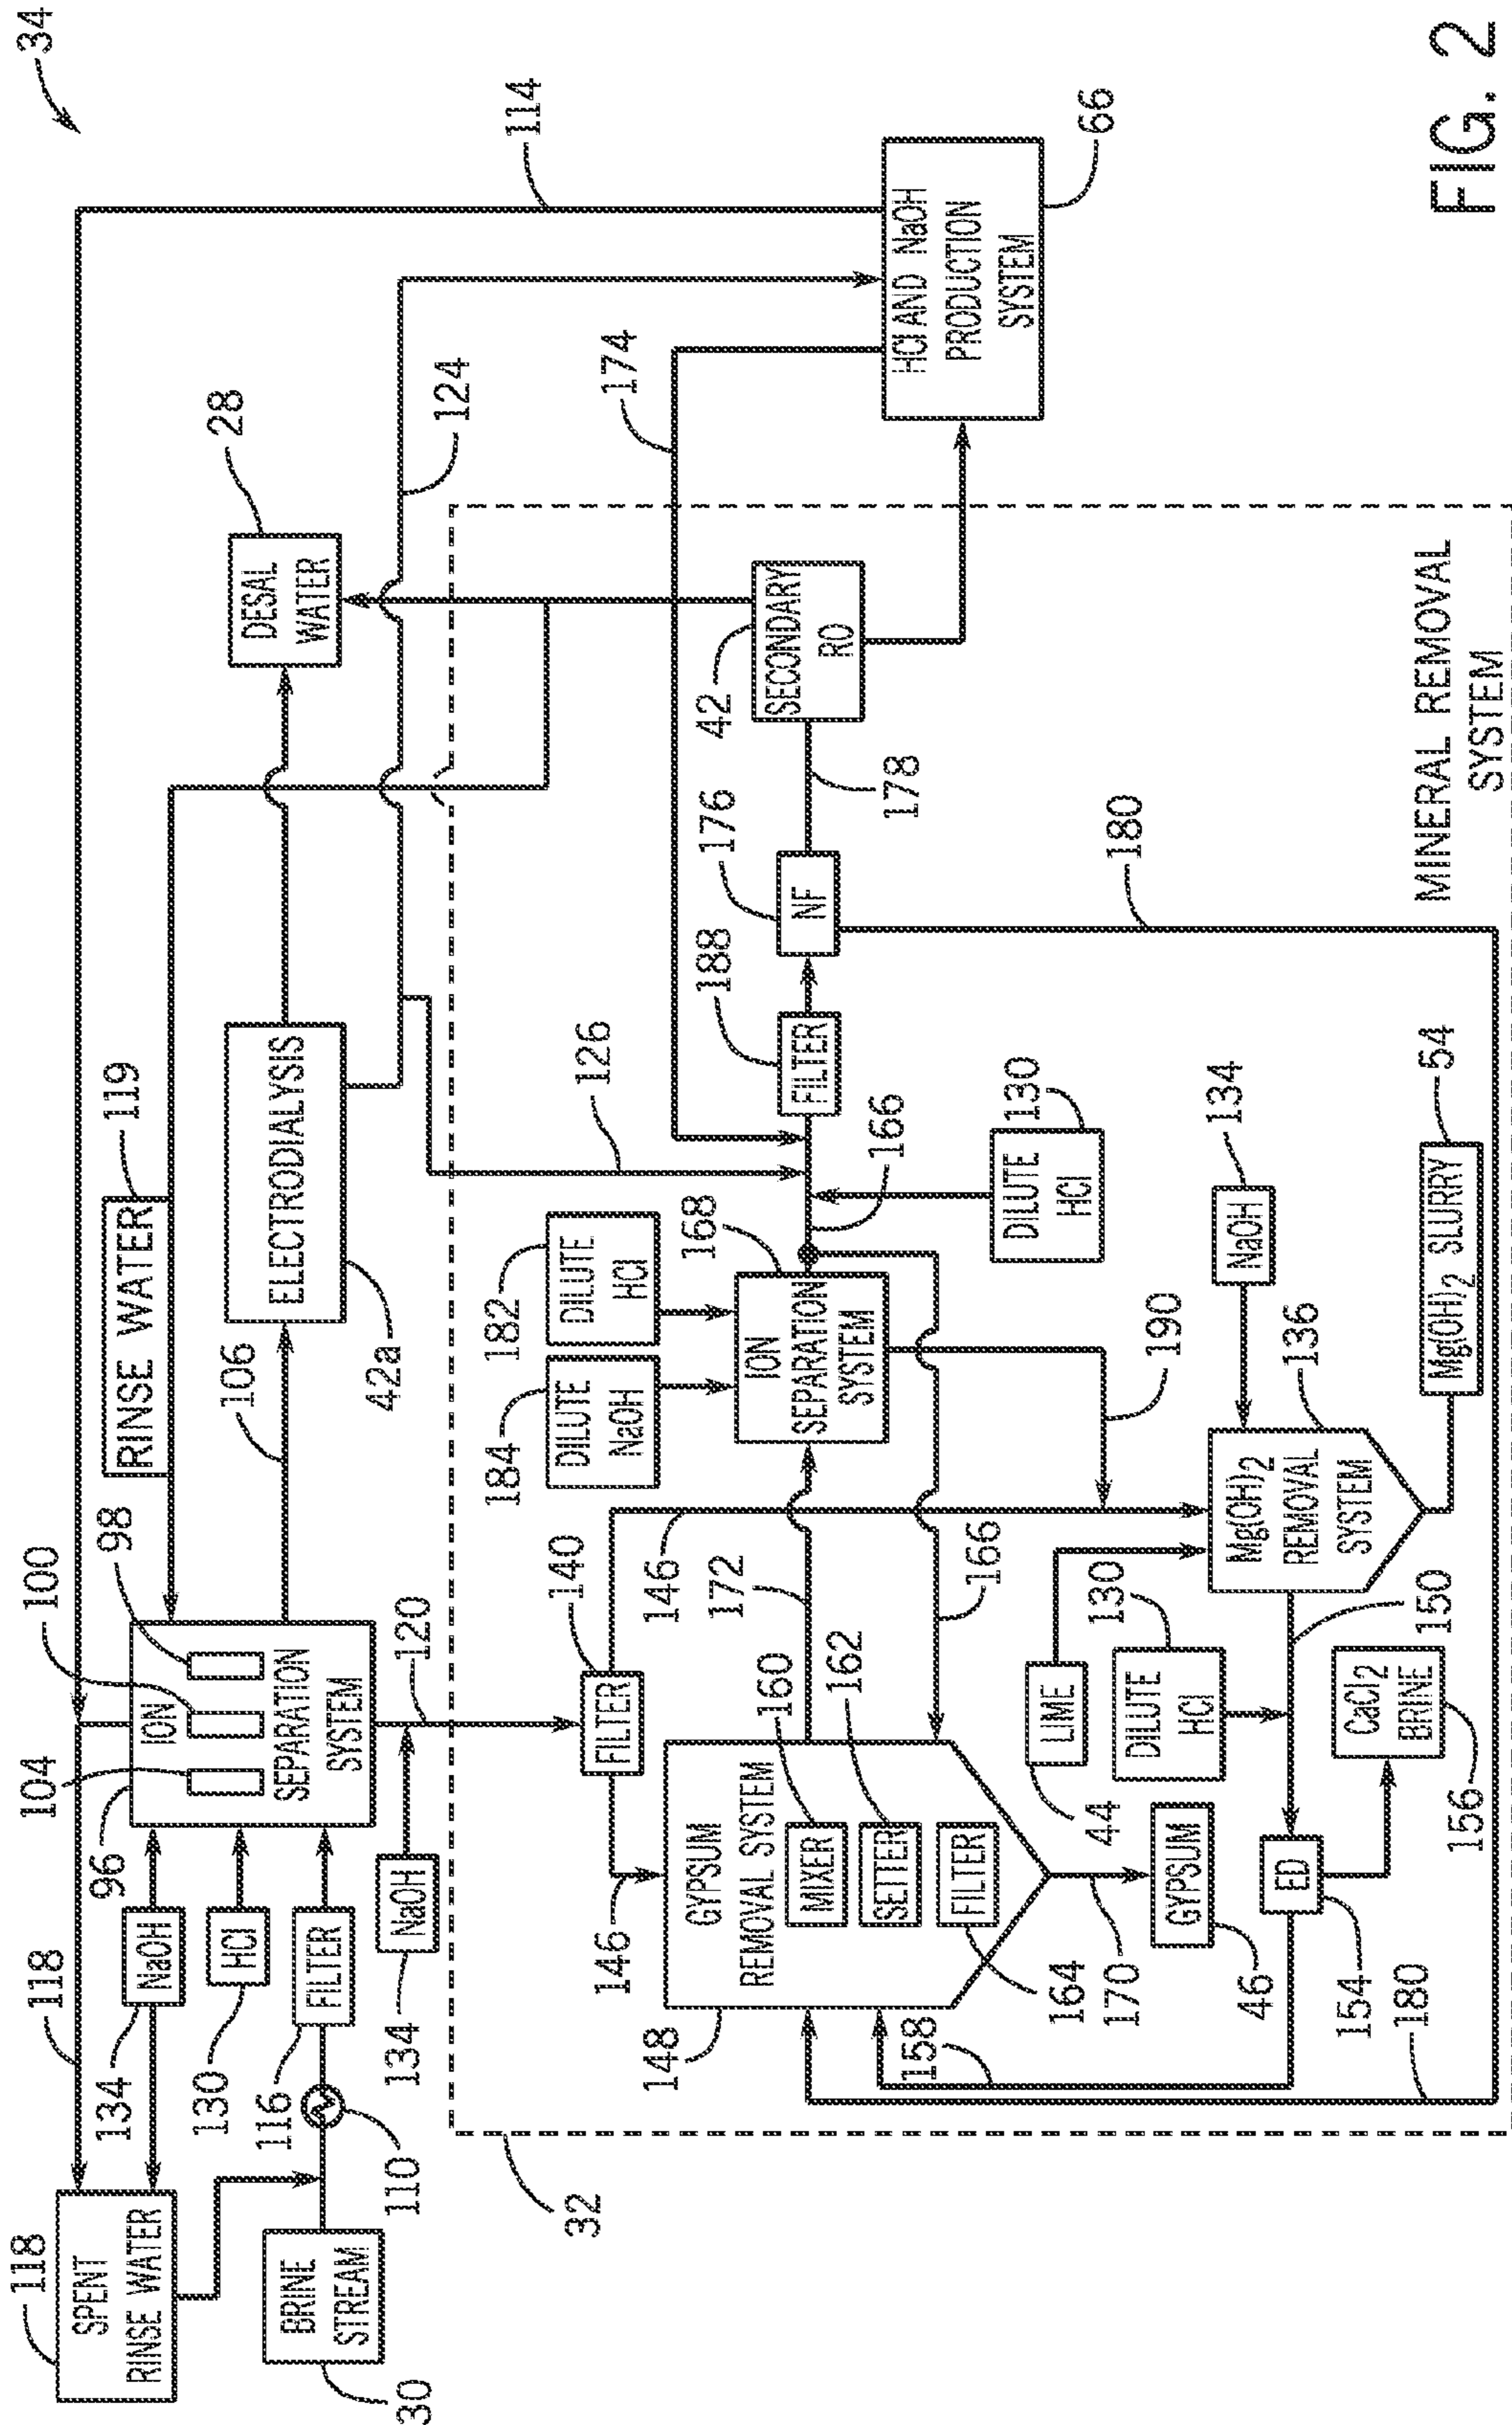 34
118
SPENT
RINSE WATER
118
134
NaOH
96
104
100
98
ION
SEPARATION
SYSTEM
RINSE WATER
119
114
130
HCl
116
FILTER
110
BRINE
STREAM
30
106
ELECTRODIALYSIS
42a
DESAL
WATER
28
124
134
NaOH
120
32
126
174
HCl AND NaOH
PRODUCTION
SYSTEM
66
140
FILTER
146
146
184
DILUTE
NaOH
182
DILUTE
HCl
168
ION
SEPARATION
SYSTEM
172
166
166
188
FILTER
176
NF
178
42
SECONDARY
RO
148
GYPSUM
REMOVAL SYSTEM
MIXER
160
SETTER
162
FILTER
164
170
GYPSUM
46
158
DILUTE
HCl
130
190
180
LIME
44
130
DILUTE
HCl
NaOH
134
Mg(OH)2
REMOVAL
SYSTEM
136
150
ED
154
CaCl2
BRINE
156
Mg(OH)2 SLURRY
54
180
MINERAL REMOVAL
SYSTEM
FIG. 2